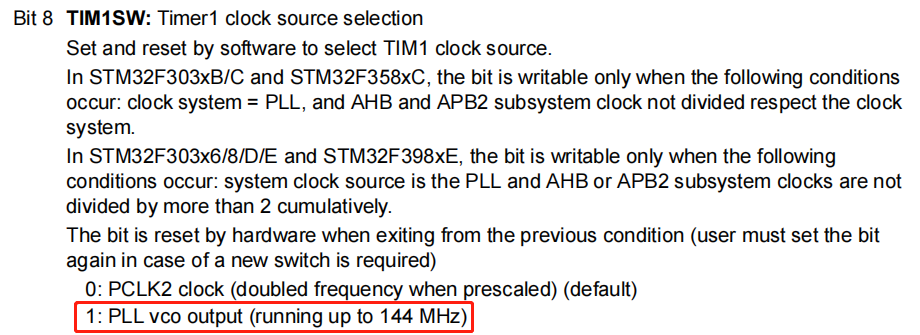 Bit 8 TIM1SW: Timer1 clock source selection
Set and reset by software to select TIM1 clock source.
In STM32F303xB/C and STM32F358xC, the bit is writable only when the following conditions
occur: clock system = PLL, and AHB and APB2 subsystem clock not divided respect the clock
system.
In STM32F303x6/8/D/E and STM32F398xE, the bit is writable only when the following
conditions occur: system clock source is the PLL and AHB or APB2 subsystem clocks are not
divided by more than 2 cumulatively.
The bit is reset by hardware when exiting from the previous condition (user must set the bit
again in case of a new switch is required)
0: PCLK2 clock (doubled frequency when prescaled) (default)
1: PLL vco output (running up to 144 MHz)